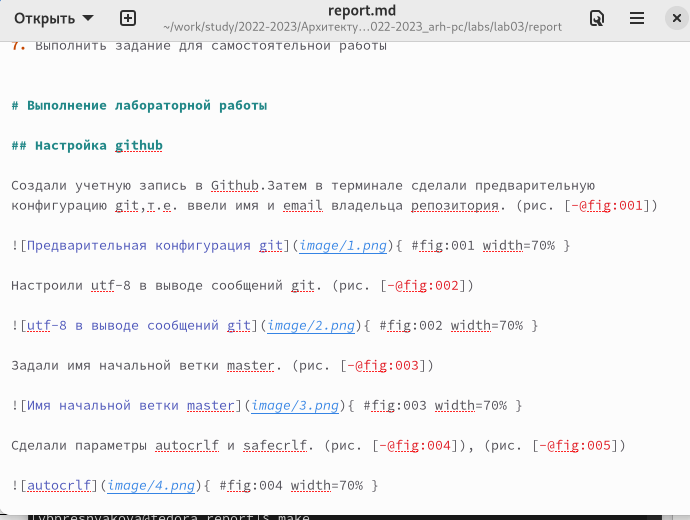 Открыть
report.md
~/work/study/2022-2023/Архитекту…022-2023_arh-pc/labs/lab03/report
7. Выполнить задание для самостоятельной работы
# Выполнение лабораторной работы
## Настройка github
Создали учетную запись в Github.Затем в терминале сделали предварительную
конфигурацию git,т.е. ввели имя и email владельца репозитория. (рис. [-@fig:001])
![Предварительная конфигурация git](image/1.png){ #fig:001 width=70% }
Настроили utf-8 в выводе сообщений git. (рис. [-@fig:002])
![utf-8 в выводе сообщений git](image/2.png){ #fig:002 width=70% }
Задали имя начальной ветки master. (рис. [-@fig:003])
![Имя начальной ветки master](image/3.png){ #fig:003 width=70% }
Сделали параметры autocrlf и safecrlf. (рис. [-@fig:004]), (рис. [-@fig:005])
![autocrlf](image/4.png){ #fig:004 width=70% }
report]$ make